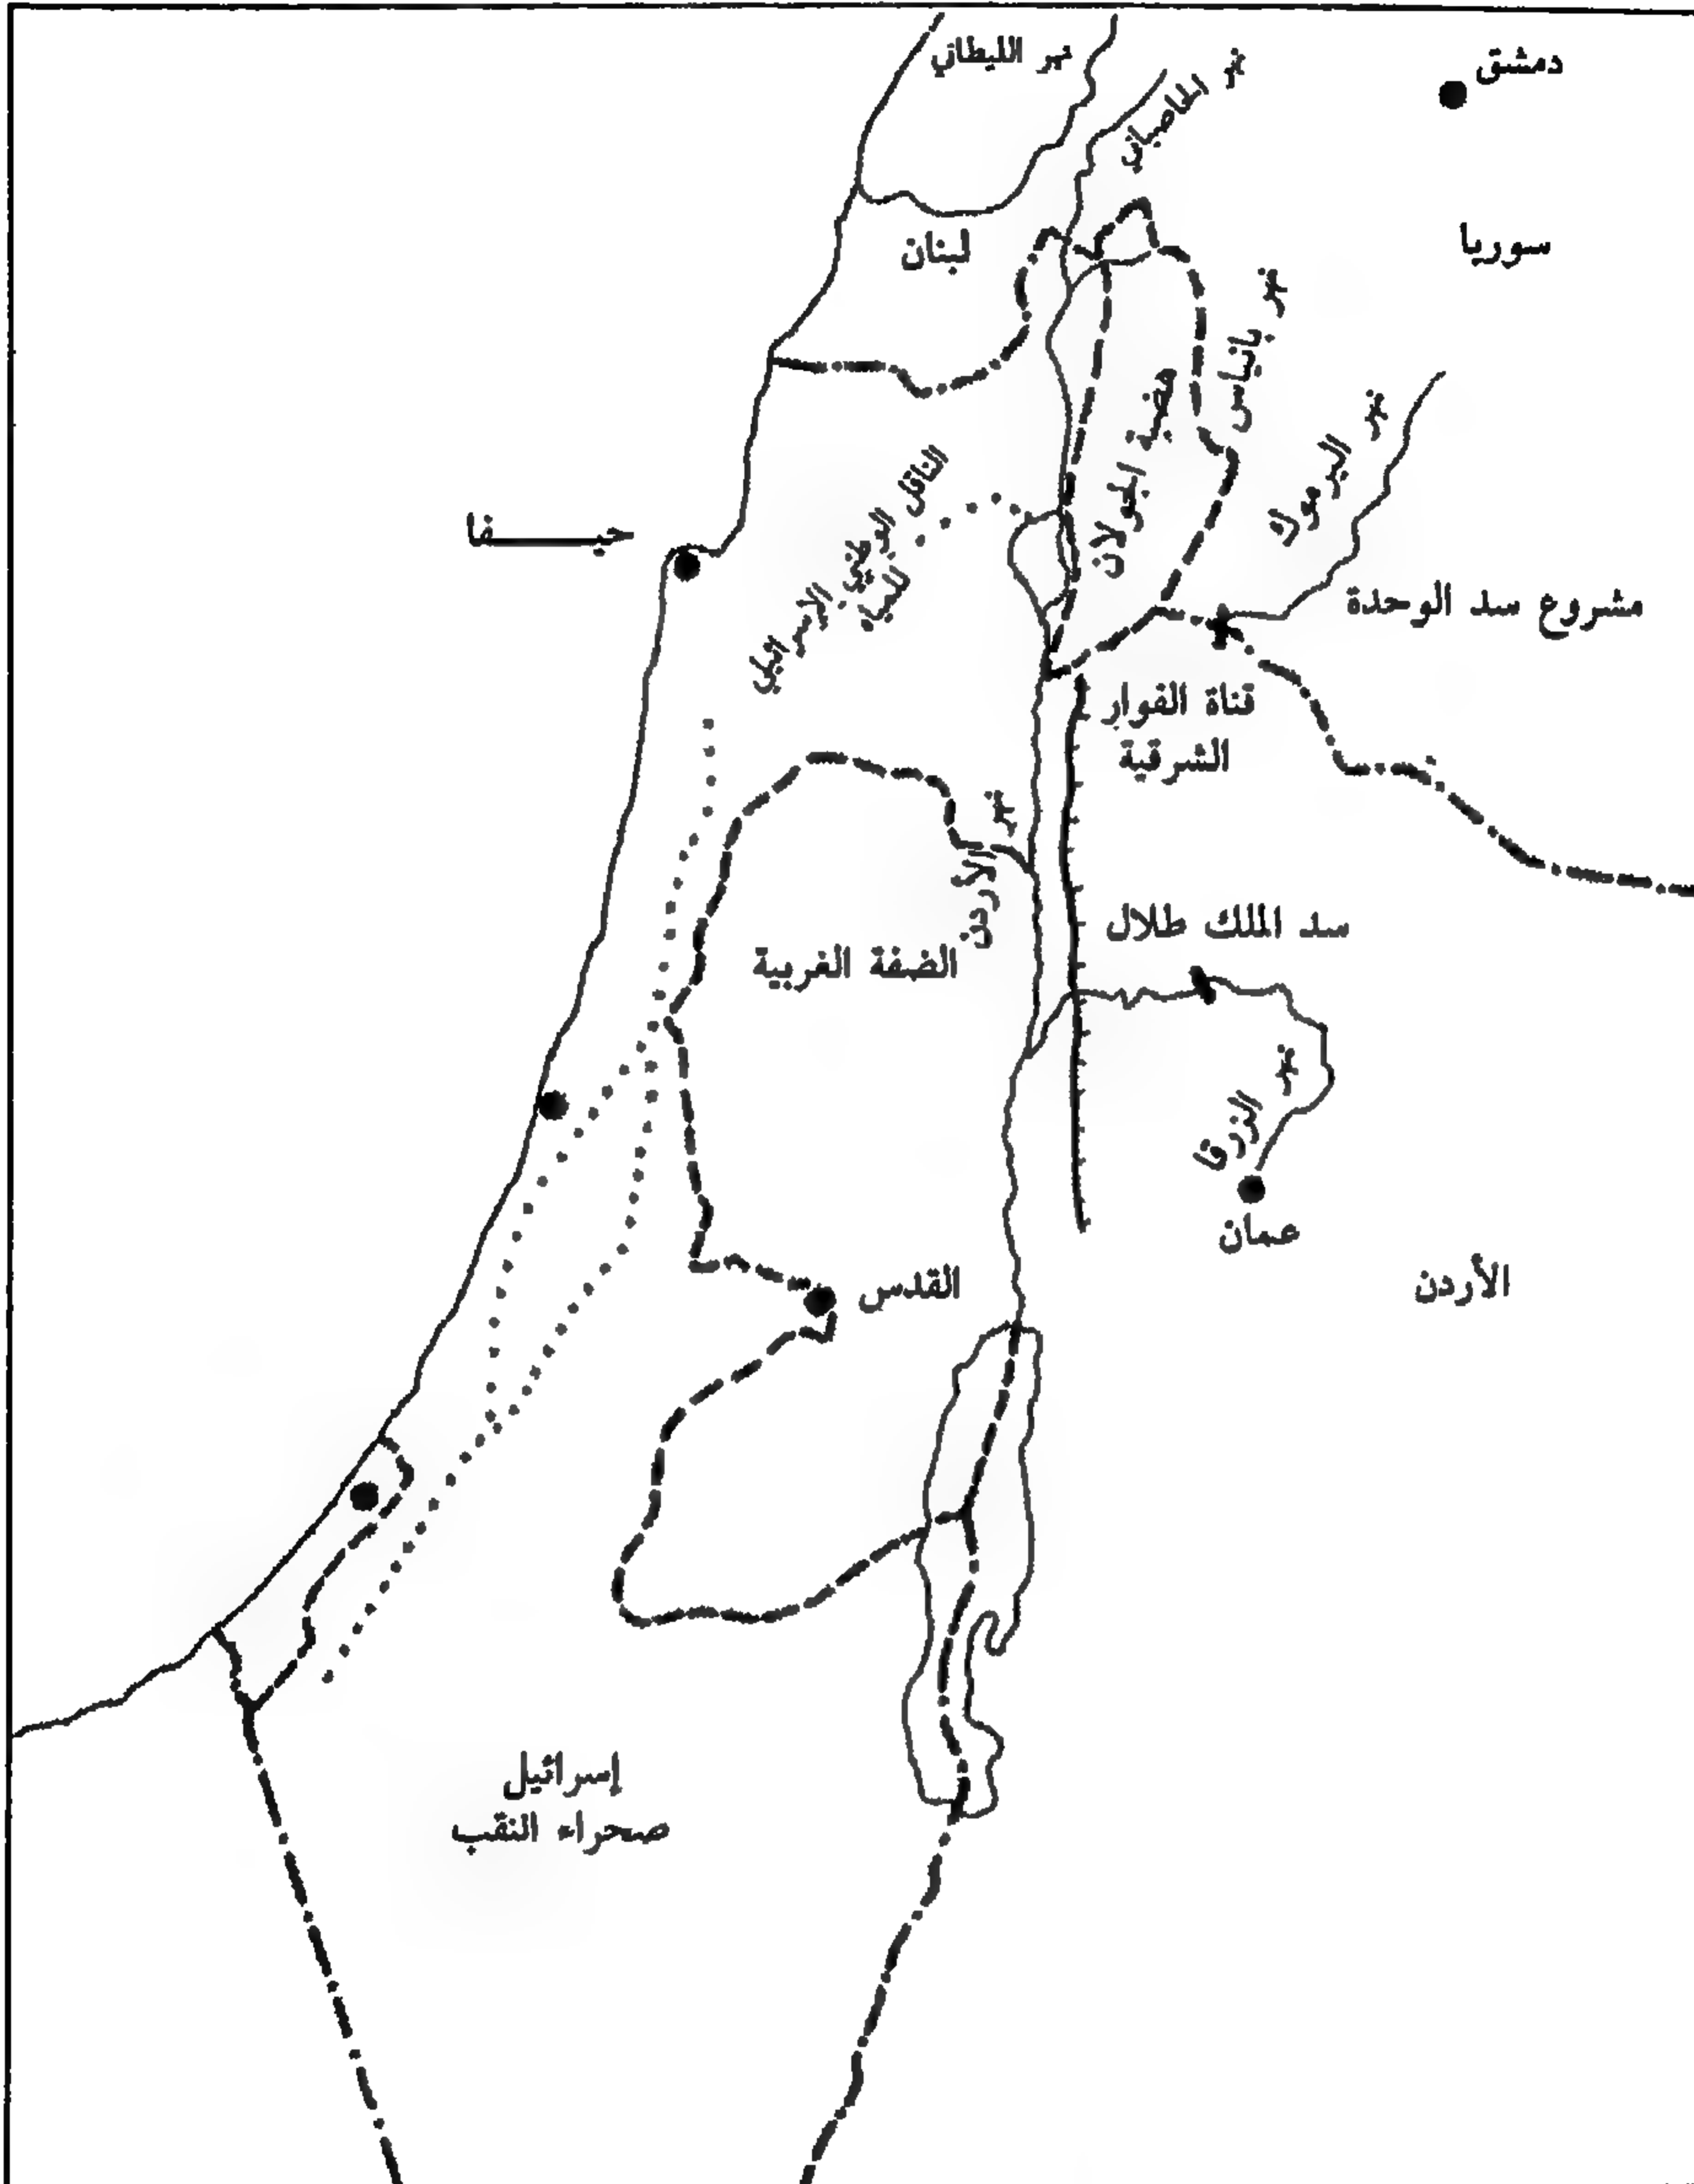 نهر الليطاني
دمشق
نهر الحاصباني
لبنان
سوريا
نهر بانياس
هضبة الجولان
نهر اليرموك
الناقل الوطني الإسرائيلي
للمياه
حيفا
مشروع سد الوحدة
قناة الغوار
الشرقية
نهر الأردن
سد الملك طلال
الضفة الغربية
نهر الزرقا
عمان
القدس
الأردن
إسرائيل
صحراء النقب